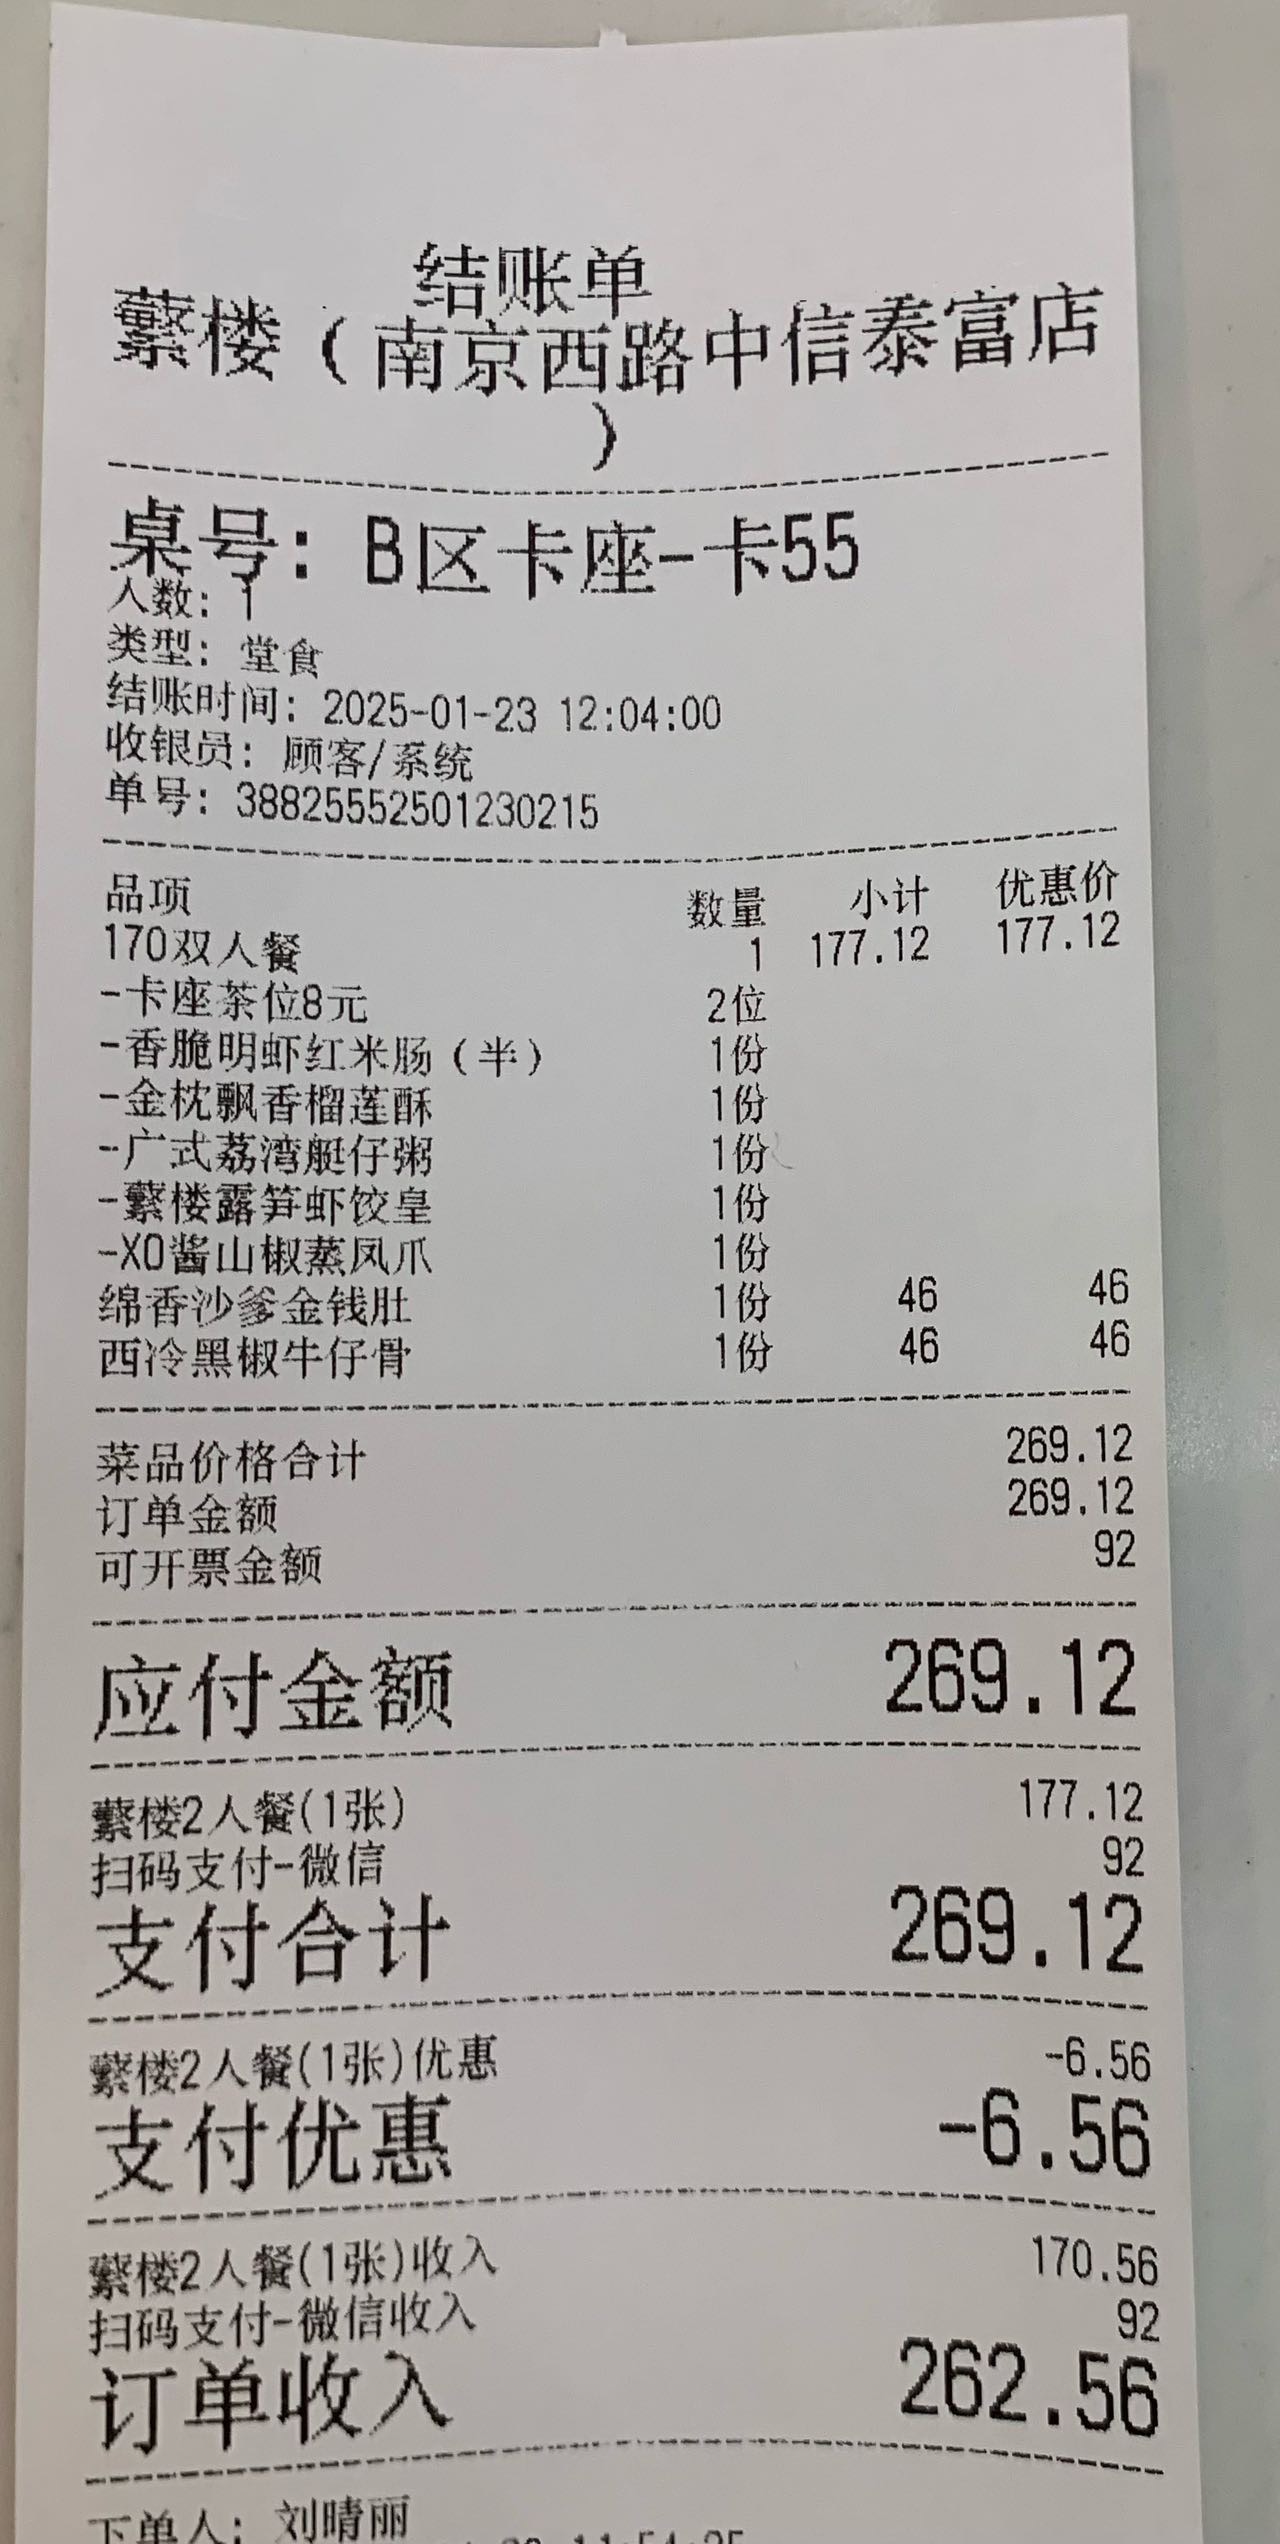 结账单
蘩楼（南京西路中信泰富店
）
桌号：B区卡座-卡55
人数：1
类型：堂食
结账时间：2025-01-23 12:04:00
收银员：顾客/系统
单号：38825552501230215
品项 数量 小计 优惠价
170双人餐 1 177.12 177.12
-卡座茶位8元 2位
-香脆明虾红米肠（半） 1份
-金枕飘香榴莲酥 1份
-广式荔湾艇仔粥 1份
-蘩楼露笋虾饺皇 1份
-XO酱山椒蒸凤爪 1份
绵香沙爹金钱肚 1份 46 46
西冷黑椒牛仔骨 1份 46 46
菜品价格合计 269.12
订单金额 269.12
可开票金额 92
应付金额 269.12
蘩楼2人餐(1张) 177.12
扫码支付-微信 92
支付合计 269.12
蘩楼2人餐(1张)优惠 -6.56
支付优惠 -6.56
蘩楼2人餐(1张)收入 170.56
扫码支付-微信收入 92
订单收入 262.56
下单人：刘晴丽